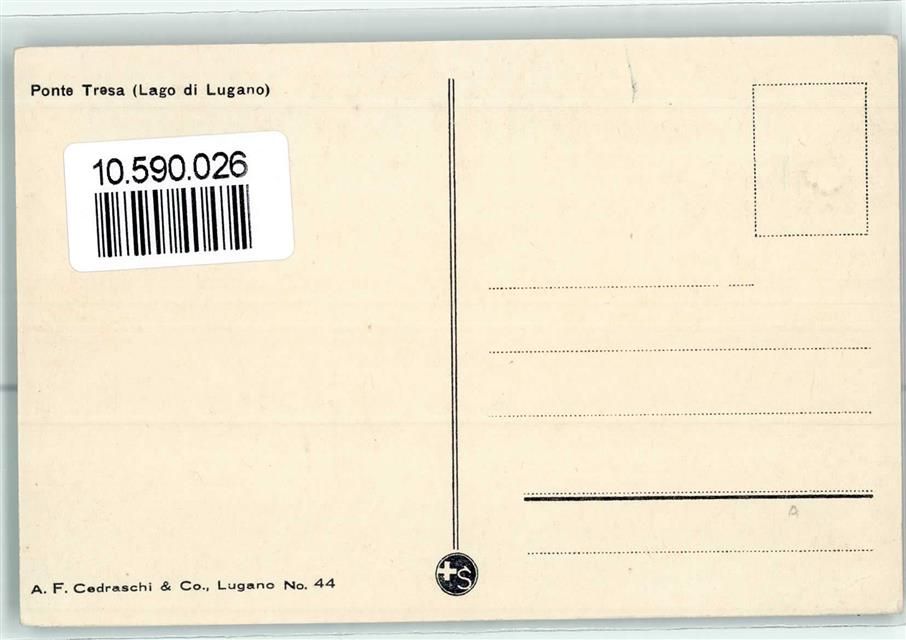 Ponte Tresa (Lago di Lugano)
10.590.026
A. F. Cedraschi & Co., Lugano No. 44
S
A